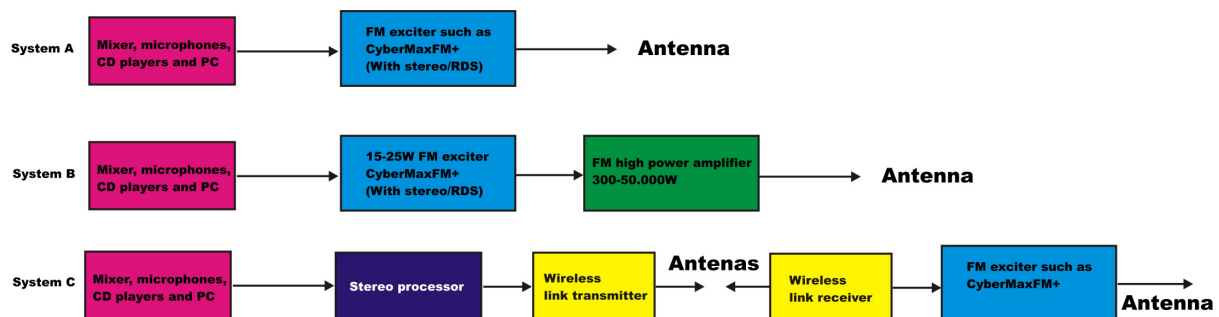 System A
Mixer, microphones,
CD players and PC
FM exciter such as
CyberMaxFM+
(With stereo/RDS)
Antenna
System B
Mixer, microphones,
CD players and PC
15-25W FM exciter
CyberMaxFM+
(With stereo/RDS)
FM high power amplifier
300-50.000W
Antenna
System C
Mixer, microphones,
CD players and PC
Stereo processor
Wireless
link transmitter
Antenas
Wireless
link receiver
FM exciter such as
CyberMaxFM+
Antenna